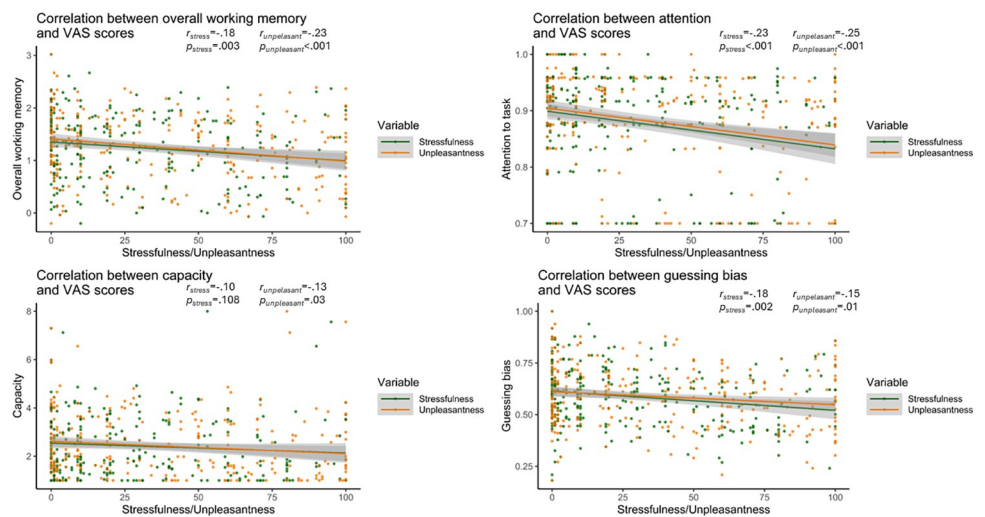 Correlation between overall working memory
and VAS scores
rstress=-.18 runpelasant=-.23
pstress=.003 punpleasant<.001
3
2
1
0
Overall working memory
0 25 50 75 100
Stressfulness/Unpleasantness
Variable
Stressfulness
Unpleasantness
Correlation between attention
and VAS scores
rstress=-.23 runpelasant=-.25
pstress<.001 punpleasant<.001
1.0
0.9
0.8
0.7
Attention to task
0 25 50 75 100
Stressfulness/Unpleasantness
Variable
Stressfulness
Unpleasantness
Correlation between capacity
and VAS scores
rstress=-.10 runpelasant=-.13
pstress=.108 punpleasant=.03
8
6
4
2
Capacity
0 25 50 75 100
Stressfulness/Unpleasantness
Variable
Stressfulness
Unpleasantness
Correlation between guessing bias
and VAS scores
rstress=-.18 runpelasant=-.15
pstress=.002 punpleasant=.01
1.00
0.75
0.50
0.25
Guessing bias
0 25 50 75 100
Stressfulness/Unpleasantness
Variable
Stressfulness
Unpleasantness